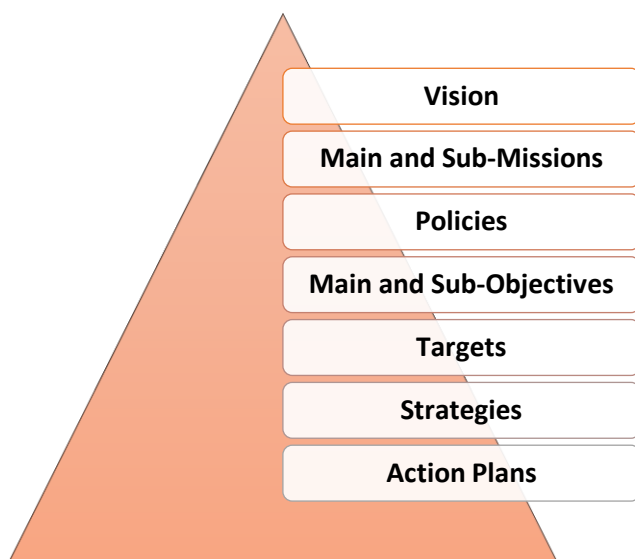 Vision
Main and Sub-Missions
Policies
Main and Sub-Objectives
Targets
Strategies
Action Plans